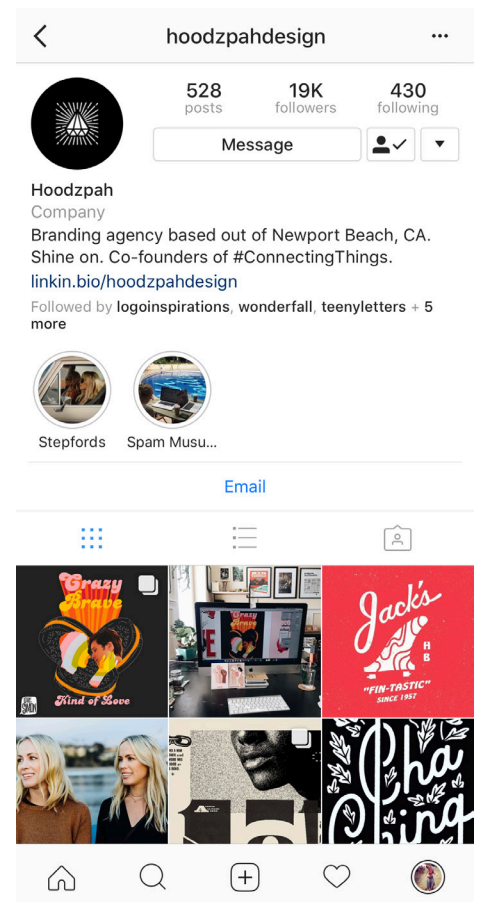 hoodzpahdesign
528
posts
19K
followers
430
following
Message
Hoodzpah
Company
Branding agency based out of Newport Beach, CA.
Shine on. Co-founders of #ConnectingThings.
linkin.bio/hoodzpahdesign
Followed by logoinspirations, wonderfall, teenyletters + 5
more
Stepfords
Spam Musu...
Email
Crazy
Brave
Kind of Love
Jack's
HB
"FIN-TASTIC"
SINCE 1957
Cha
Ching